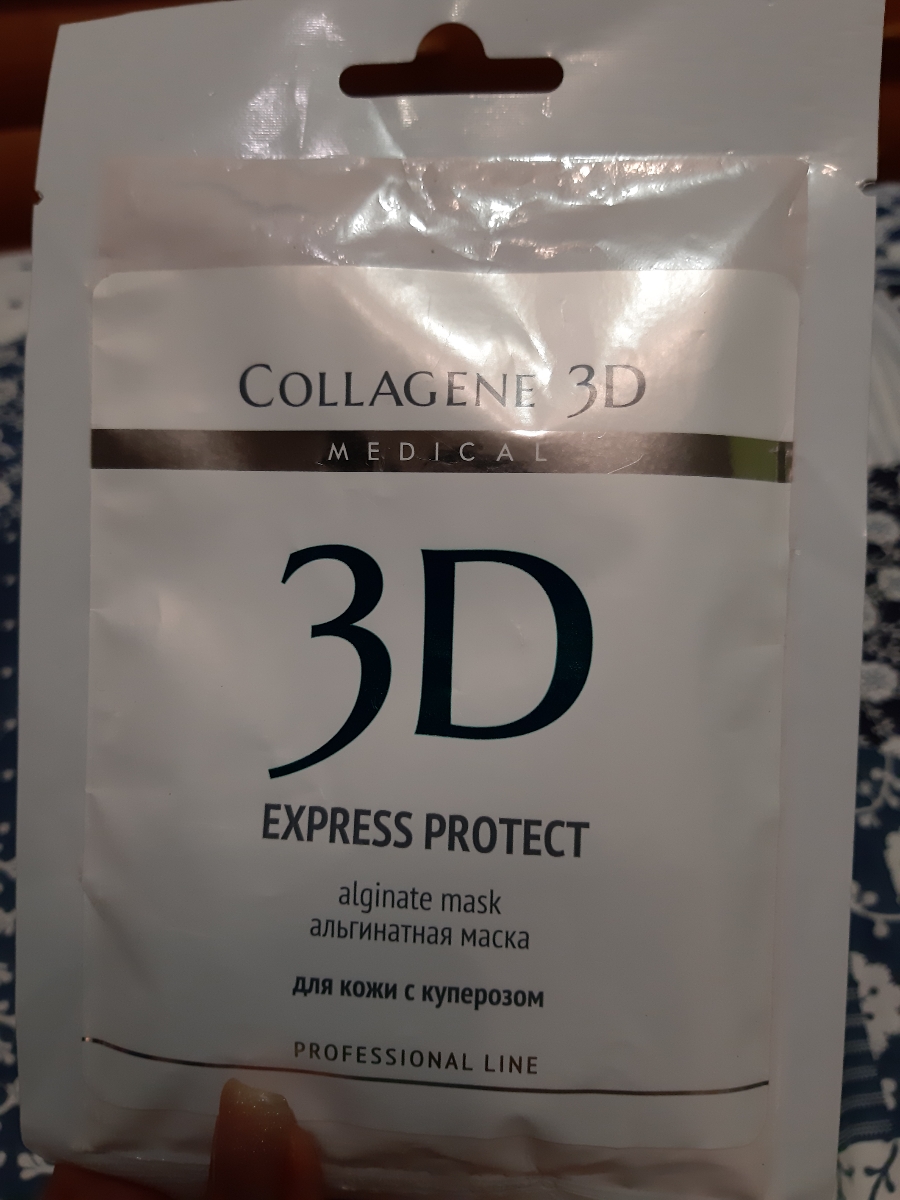 COLLAGENE 3D
MEDICAL
3D
EXPRESS PROTECT
alginate mask
альгинатная маска
для кожи с куперозом
PROFESSIONAL LINE